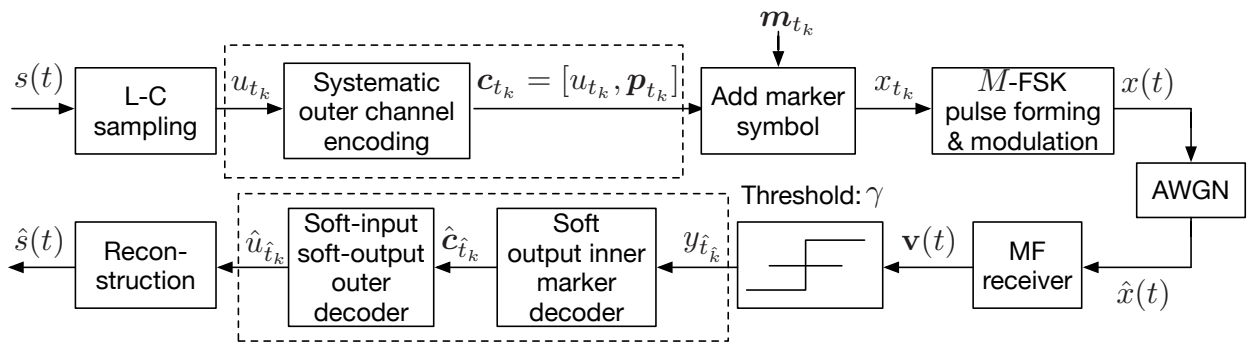 s(t)
L-C
sampling
u_{t_k}
Systematic
outer channel
encoding
c_{t_k} = [u_{t_k}, p_{t_k}]
m_{t_k}
Add marker
symbol
x_{t_k}
M-FSK
pulse forming
& modulation
x(t)
AWGN
x̂(t)
MF
receiver
v(t)
Threshold: γ
y_{t̂_{k̂}}
Soft
output inner
marker
decoder
ĉ_{t̂_k}
Soft-input
soft-output
outer
decoder
û_{t̂_k}
Recon-
struction
ŝ(t)